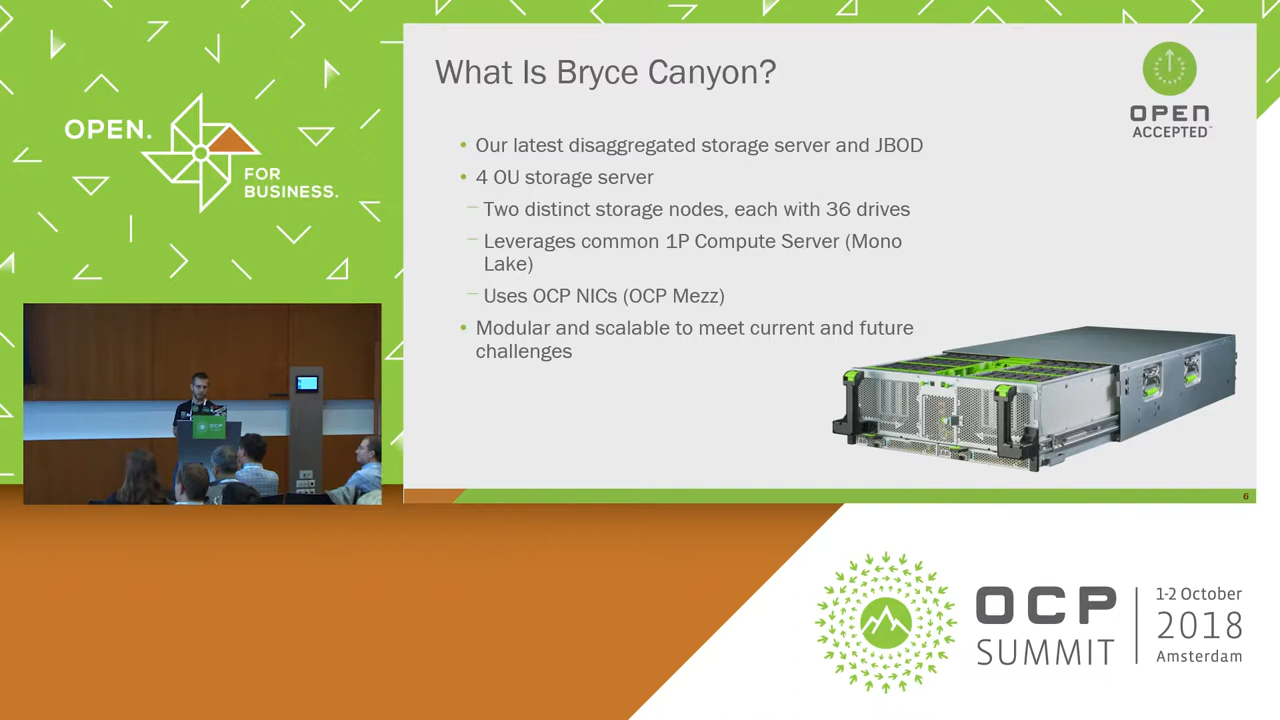 OPEN.
FOR
BUSINESS.
What Is Bryce Canyon?
OPEN
ACCEPTED™
• Our latest disaggregated storage server and JBOD
• 4 OU storage server
– Two distinct storage nodes, each with 36 drives
– Leverages common 1P Compute Server (Mono
Lake)
– Uses OCP NICs (OCP Mezz)
• Modular and scalable to meet current and future
challenges
6
OCP
OCP
SUMMIT
1-2 October
2018
Amsterdam